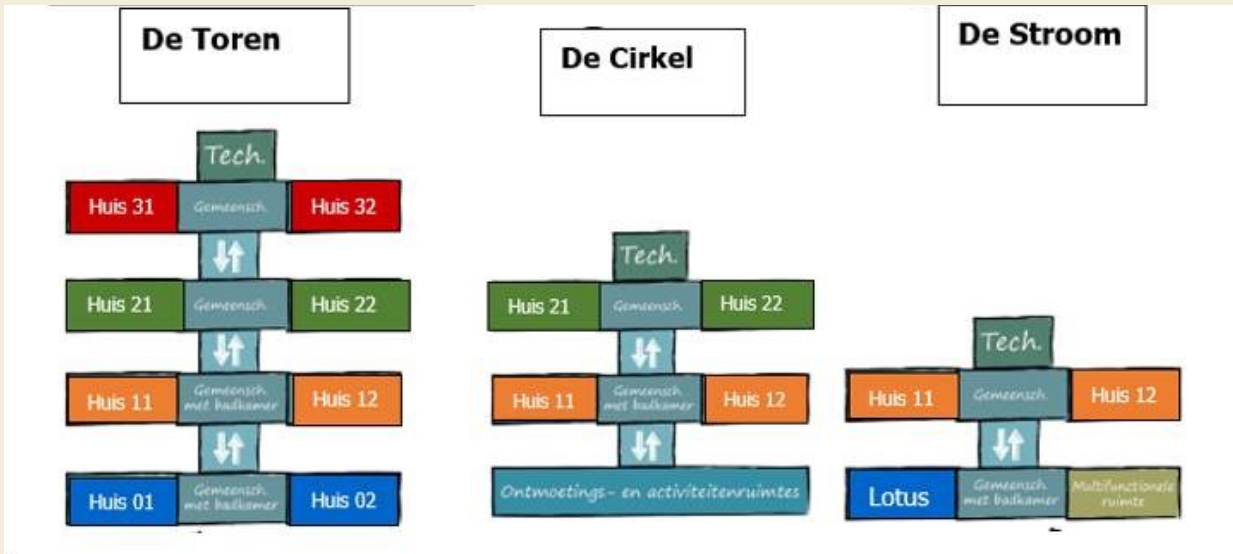 De Toren
Tech.
Huis 31
Gemeensch.
Huis 32
Huis 21
Gemeensch.
Huis 22
Huis 11
Gemeensch.
met badkamer
Huis 12
Huis 01
Gemeensch.
met badkamer
Huis 02
De Cirkel
Tech.
Huis 21
Gemeensch.
Huis 22
Huis 11
Gemeensch.
met badkamer
Huis 12
Ontmoetings- en activiteitenruimtes
De Stroom
Tech.
Huis 11
Gemeensch.
Huis 12
Lotus
Gemeensch.
met badkamer
Multifunctionele
ruimte